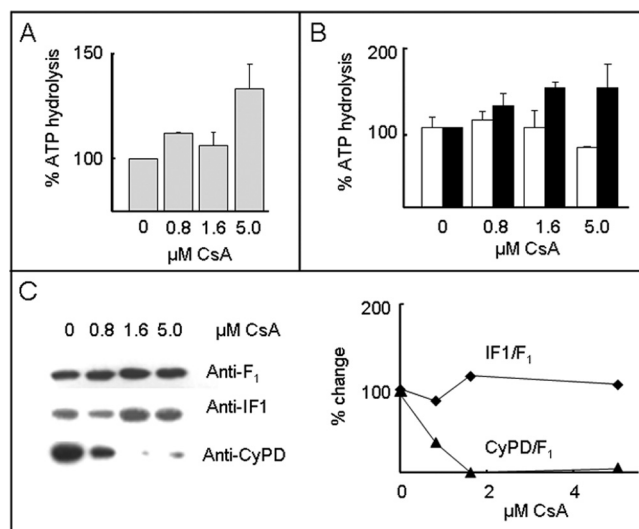 A
% ATP hydrolysis
150
100
0 0.8 1.6 5.0
µM CsA
B
% ATP hydrolysis
200
100
0 0.8 1.6 5.0
µM CsA
C
0 0.8 1.6 5.0 µM CsA
Anti-F₁
Anti-IF1
Anti-CyPD
% change
200
100
0
IF1/F₁
CyPD/F₁
0 2 4
µM CsA